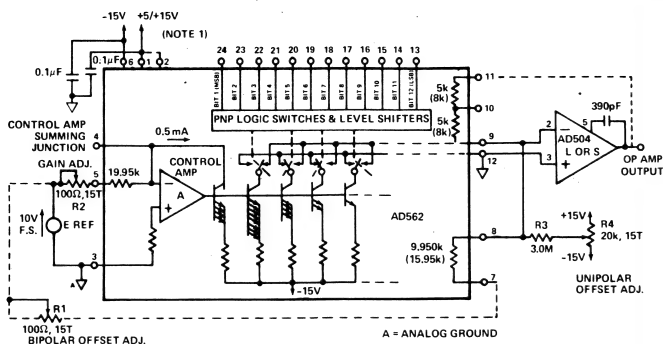 -15V
+5/+15V
(NOTE 1)
0.1μF
0.1μF
6
1
2
24
23
22
21
20
19
18
17
16
15
14
13
BIT 1 (MSB)
BIT 2
BIT 3
BIT 4
BIT 5
BIT 6
BIT 7
BIT 8
BIT 9
BIT 10
BIT 11
BIT 12 (LSB)
PNP LOGIC SWITCHES & LEVEL SHIFTERS
5k
(8k)
11
10
5k
(8k)
9
12
390pF
2
5
AD504
L OR S
3
OP AMP
OUTPUT
CONTROL AMP
SUMMING
JUNCTION
4
0.5mA
CONTROL
AMP
GAIN ADJ.
5
19.95k
100Ω, 15T
R2
A
10V
F.S.
E REF
3
A
AD562
8
9.950k
(15.95k)
7
R3
3.0M
+15V
R4
20k, 15T
-15V
UNIPOLAR
OFFSET ADJ.
-15V
R1
100Ω, 15T
BIPOLAR OFFSET ADJ.
A = ANALOG GROUND